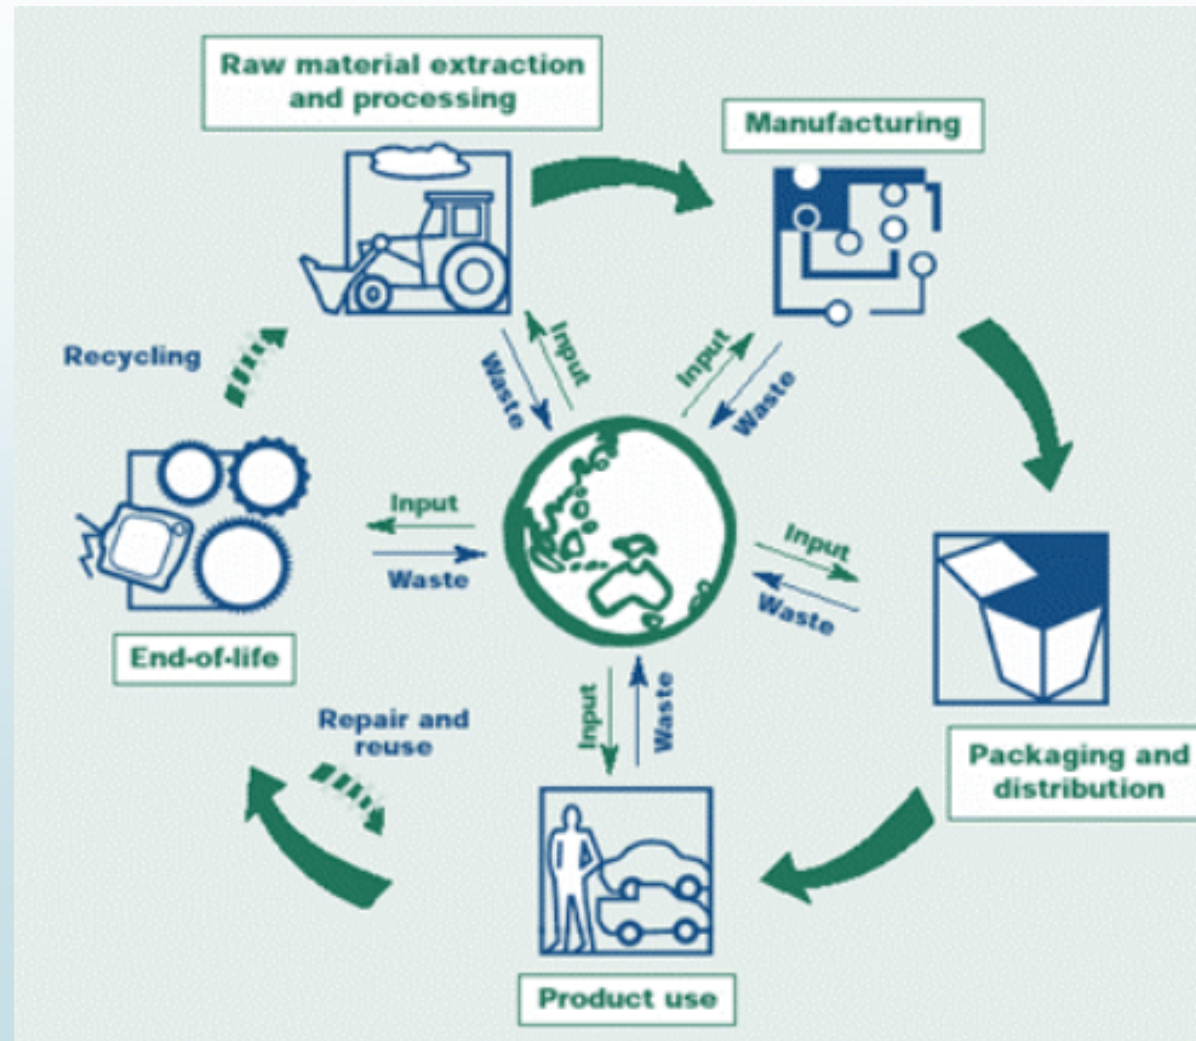 Raw material extraction
and processing
Manufacturing
Input
Waste
Input
Waste
Recycling
Input
Waste
Input
Waste
End-of-life
Repair and
reuse
Input
Waste
Packaging and
distribution
Product use